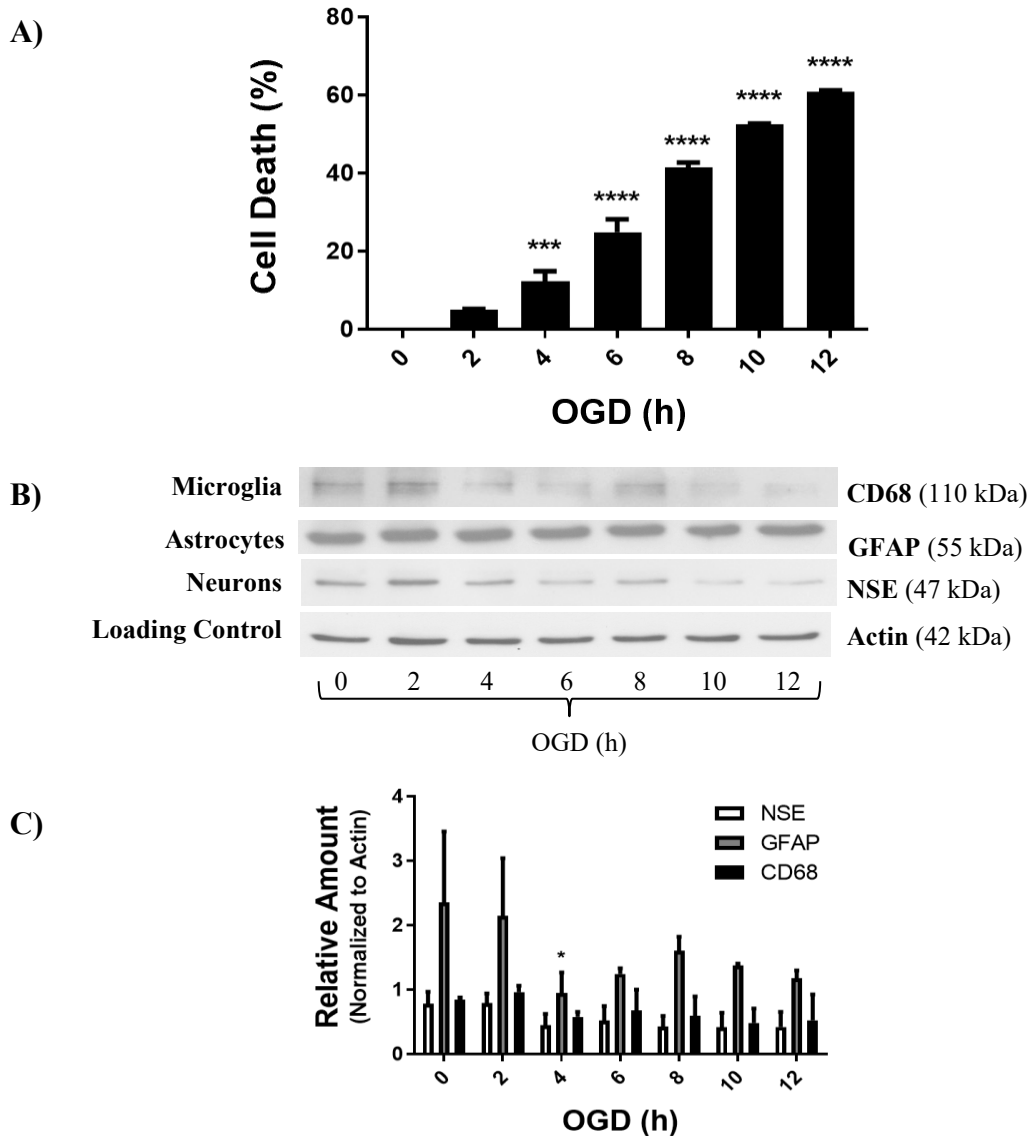 A)
80
60
40
20
0
Cell Death (%)
***
****
****
****
****
0 2 4 6 8 10 12
OGD (h)
B)
Microglia
CD68 (110 kDa)
Astrocytes
GFAP (55 kDa)
Neurons
NSE (47 kDa)
Loading Control
Actin (42 kDa)
0 2 4 6 8 10 12
OGD (h)
C)
4
3
2
1
0
Relative Amount
(Normalized to Actin)
NSE
GFAP
CD68
*
0 2 4 6 8 10 12
OGD (h)